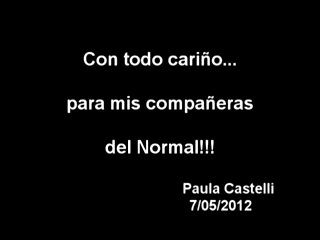 Con todo cariño...
para mis compañeras
del Normal!!!
Paula Castelli
7/05/2012